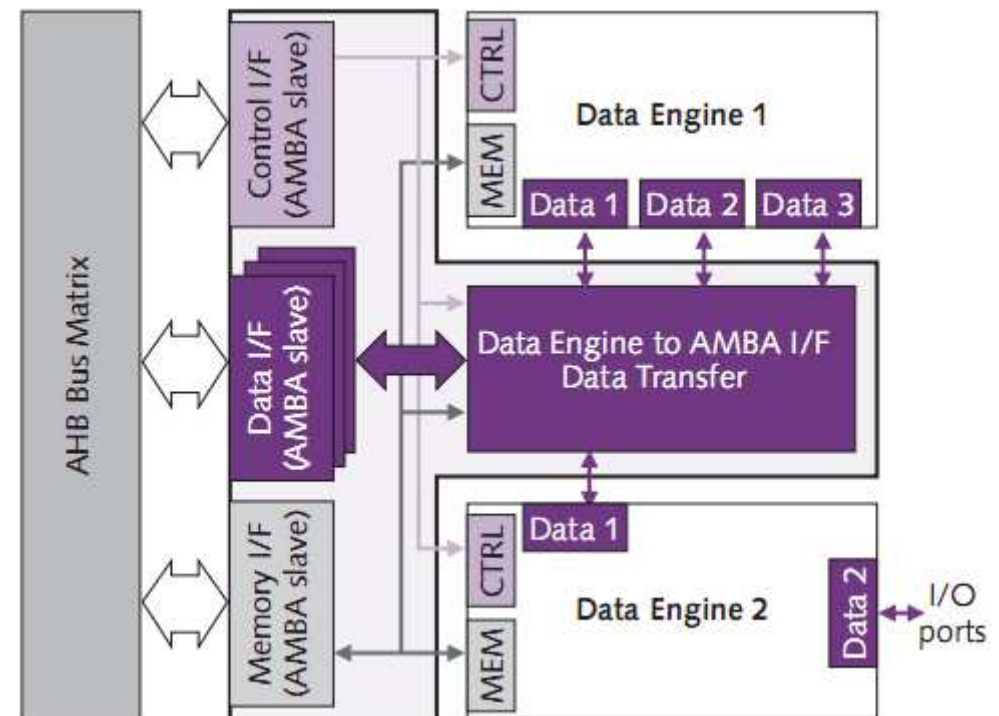 AHB Bus Matrix
Control I/F
(AMBA slave)
Data I/F
(AMBA slave)
Memory I/F
(AMBA slave)
CTRL
MEM
Data Engine 1
Data 1
Data 2
Data 3
Data Engine to AMBA I/F
Data Transfer
Data 1
CTRL
MEM
Data Engine 2
Data 2
I/O
ports